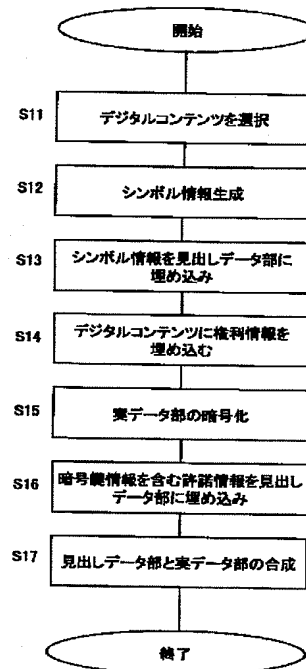 開始
S11
デジタルコンテンツを選択
S12
シンボル情報生成
S13
シンボル情報を見出しデータ部に
埋め込み
S14
デジタルコンテンツに権利情報を
埋め込む
S15
実データ部の暗号化
S16
暗号鍵情報を含む許諾情報を見出し
データ部に埋め込み
S17
見出しデータ部と実データ部の合成
終了